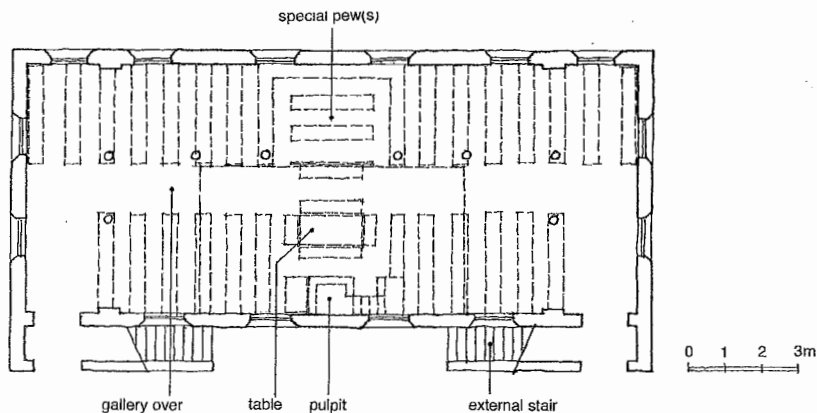 special pew(s)
0 1 2 3m
gallery over
table
pulpit
external stair